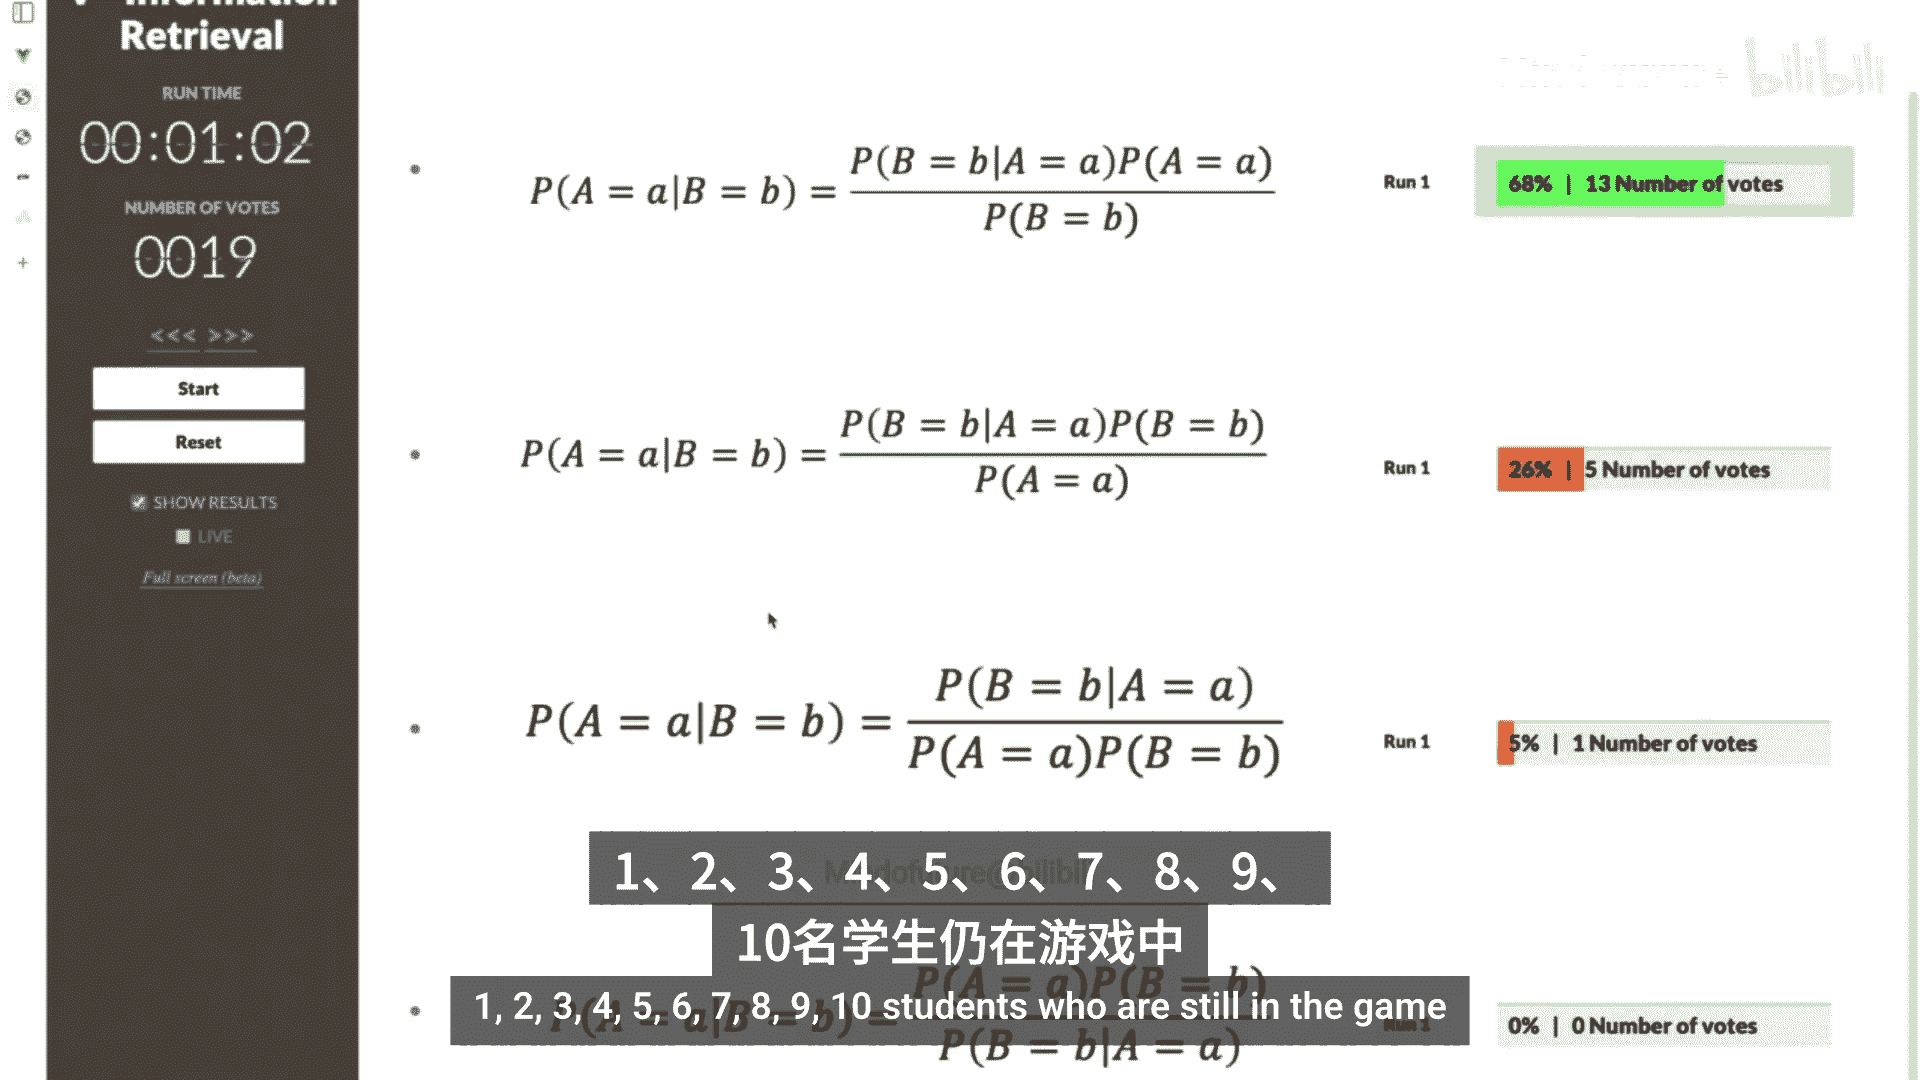 Information
Retrieval
RUN TIME
00:01:02
NUMBER OF VOTES
0019
<<< >>>
Start
Reset
SHOW RESULTS
LIVE
Full screen (beta)
bilibili
P(A = a|B = b) = P(B = b|A = a)P(A = a) / P(B = b)
Run 1
68% | 13 Number of votes
P(A = a|B = b) = P(B = b|A = a)P(B = b) / P(A = a)
Run 1
26% | 5 Number of votes
P(A = a|B = b) = P(B = b|A = a) / P(A = a)P(B = b)
Run 1
5% | 1 Number of votes
1、2、3、4、5、6、7、8、9、
10名学生仍在游戏中
1, 2, 3, 4, 5, 6, 7, 8, 9, 10 students who are still in the game
P(A = a|B = b) = P(A = a)P(B = b) / P(B = b|A = a)
Run 1
0% | 0 Number of votes